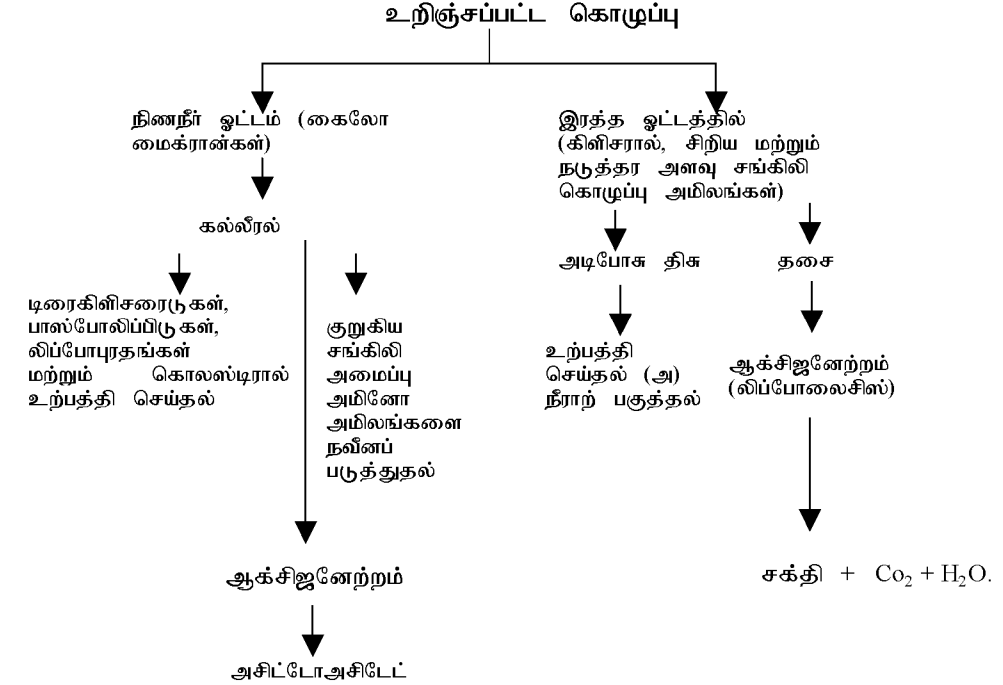 உறிஞ்சப்பட்ட கொழுப்பு
நிணநீர் ஓட்டம் (கைலோ
மைக்ரான்கள்)
கல்லீரல்
டிரைகிளிசரைடுகள்,
பாஸ்போலிப்பிடுகள்,
லிப்போபுரதங்கள்
மற்றும் கொலஸ்டிரால்
உற்பத்தி செய்தல்
குறுகிய
சங்கிலி
அமைப்பு
அமினோ
அமிலங்களை
நவீனப்
படுத்துதல்
ஆக்சிஜனேற்றம்
அசிட்டோஅசிடேட்
இரத்த ஓட்டத்தில்
(கிளிசரால், சிறிய மற்றும்
நடுத்தர அளவு சங்கிலி
கொழுப்பு அமிலங்கள்)
அடிபோசு திசு
உற்பத்தி
செய்தல் (அ)
நீராற் பகுத்தல்
தசை
ஆக்சிஜனேற்றம்
(லிப்போலைசிஸ்)
சக்தி + Co₂ + H₂O.